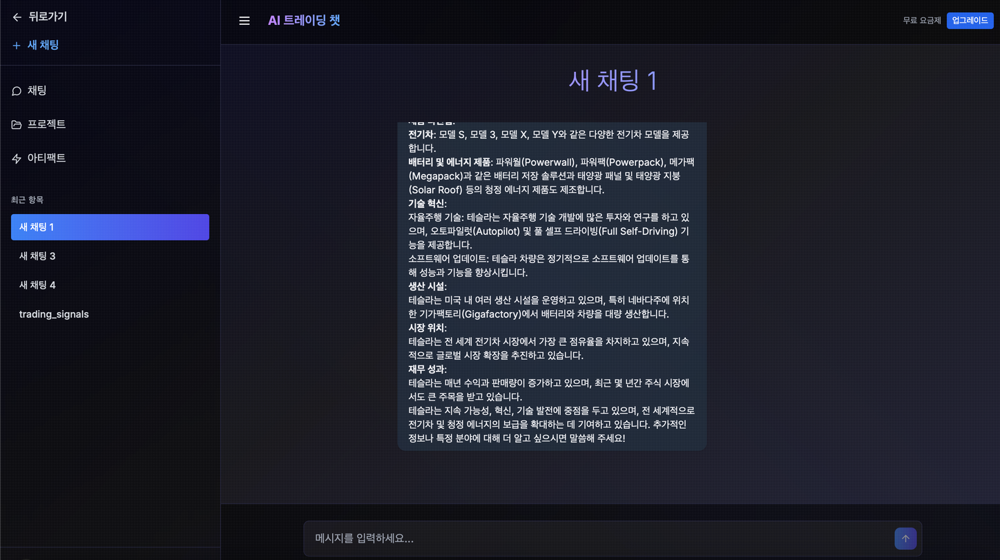 뒤로가기
새 채팅
채팅
프로젝트
아티팩트
최근 항목
새 채팅 1
새 채팅 3
새 채팅 4
trading_signals
AI 트레이딩 챗
무료 요금제
업그레이드
새 채팅 1
전기차: 모델 S, 모델 3, 모델 X, 모델 Y와 같은 다양한 전기차 모델을 제공
합니다.
배터리 및 에너지 제품: 파워월(Powerwall), 파워팩(Powerpack), 메가팩
(Megapack)과 같은 배터리 저장 솔루션과 태양광 패널 및 태양광 지붕
(Solar Roof) 등의 청정 에너지 제품도 제조합니다.
기술 혁신:
자율주행 기술: 테슬라는 자율주행 기술 개발에 많은 투자와 연구를 하고 있
으며, 오토파일럿(Autopilot) 및 풀 셀프 드라이빙(Full Self-Driving) 기
능을 제공합니다.
소프트웨어 업데이트: 테슬라 차량은 정기적으로 소프트웨어 업데이트를 통
해 성능과 기능을 향상시킵니다.
생산 시설:
테슬라는 미국 내 여러 생산 시설을 운영하고 있으며, 특히 네바다주에 위치
한 기가팩토리(Gigafactory)에서 배터리와 차량을 대량 생산합니다.
시장 위치:
테슬라는 전 세계 전기차 시장에서 가장 큰 점유율을 차지하고 있으며, 지속
적으로 글로벌 시장 확장을 추진하고 있습니다.
재무 성과:
테슬라는 매년 수익과 판매량이 증가하고 있으며, 최근 몇 년간 주식 시장에
서도 큰 주목을 받고 있습니다.
테슬라는 지속 가능성, 혁신, 기술 발전에 중점을 두고 있으며, 전 세계적으로
전기차 및 청정 에너지의 보급을 확대하는 데 기여하고 있습니다. 추가적인
정보나 특정 분야에 대해 더 알고 싶으시면 말씀해 주세요!
메시지를 입력하세요...